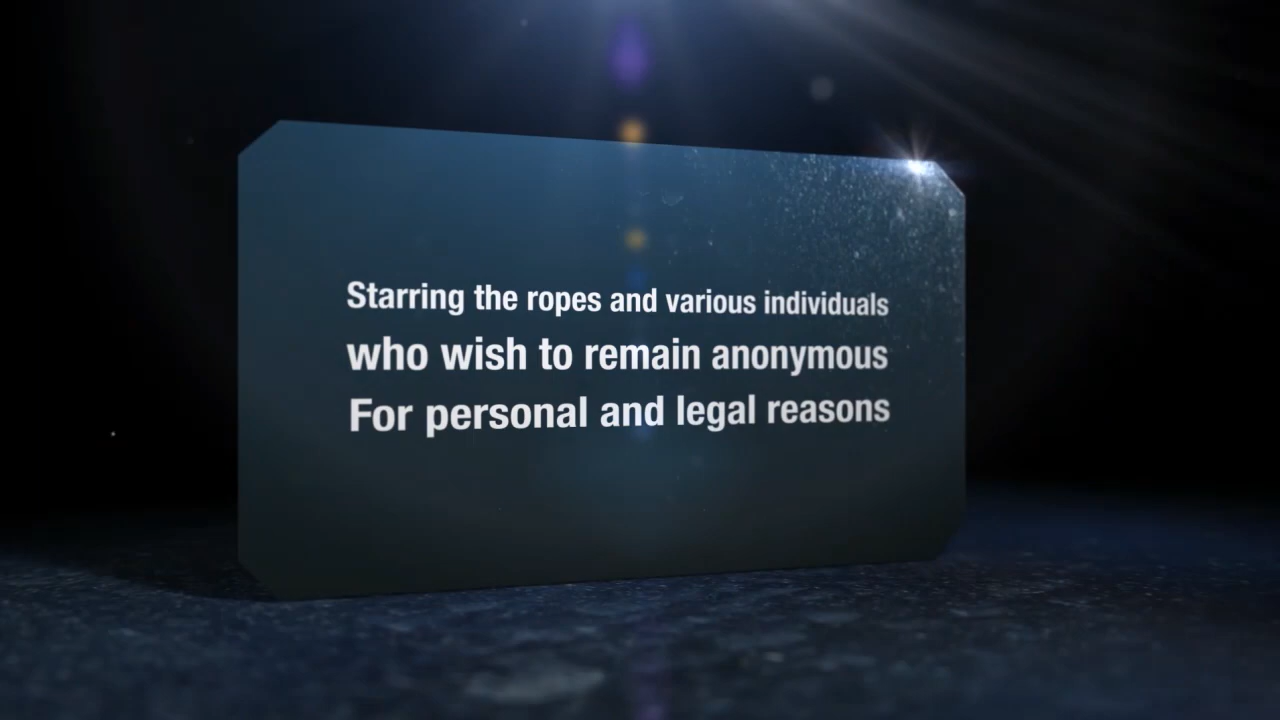 Starring the ropes and various individuals
who wish to remain anonymous
For personal and legal reasons